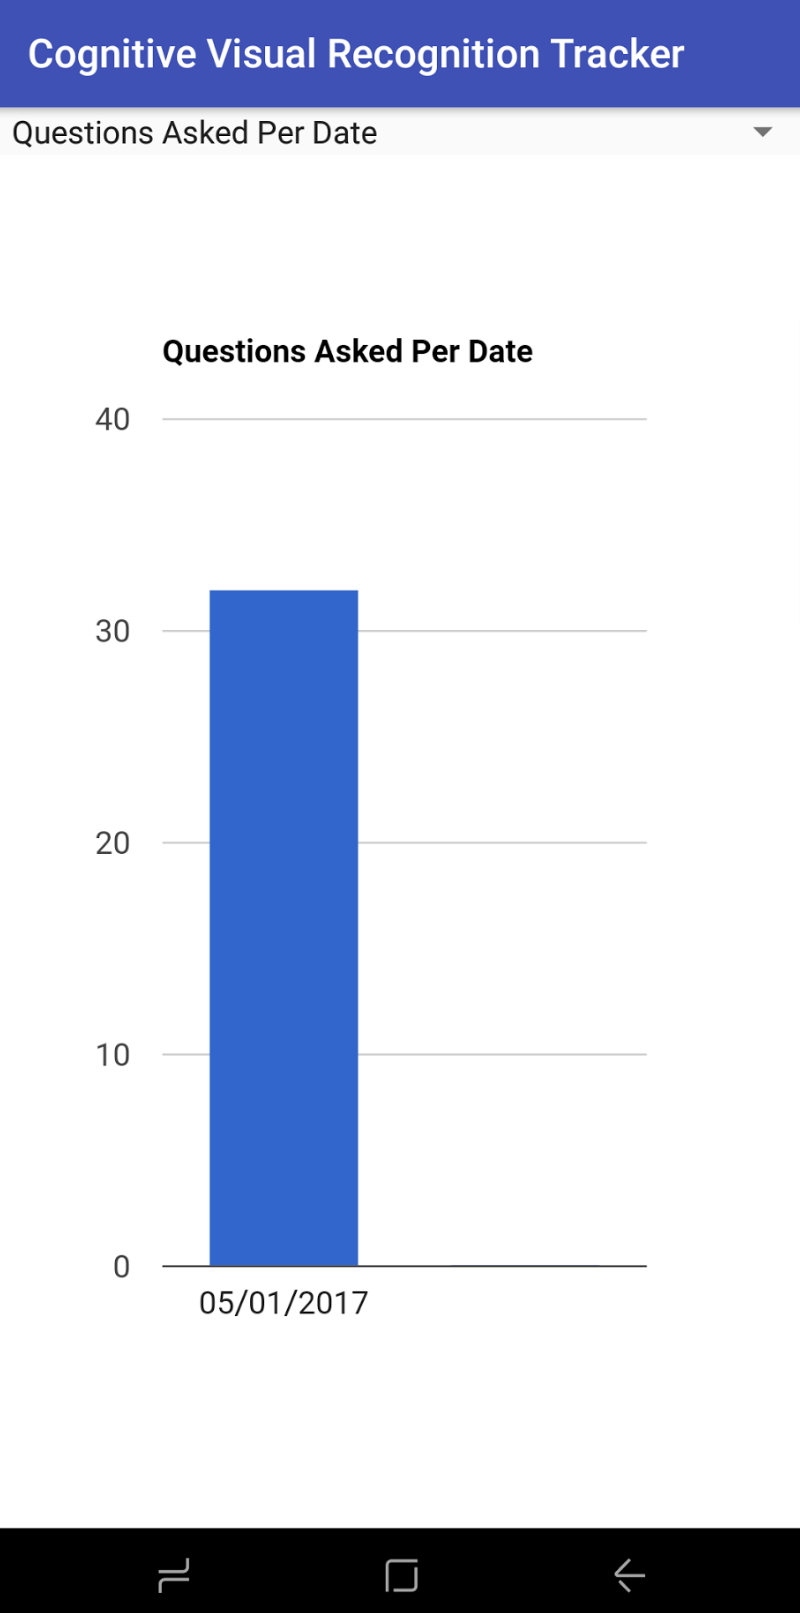 Cognitive Visual Recognition Tracker
Questions Asked Per Date
Questions Asked Per Date
40
30
20
10
0
05/01/2017